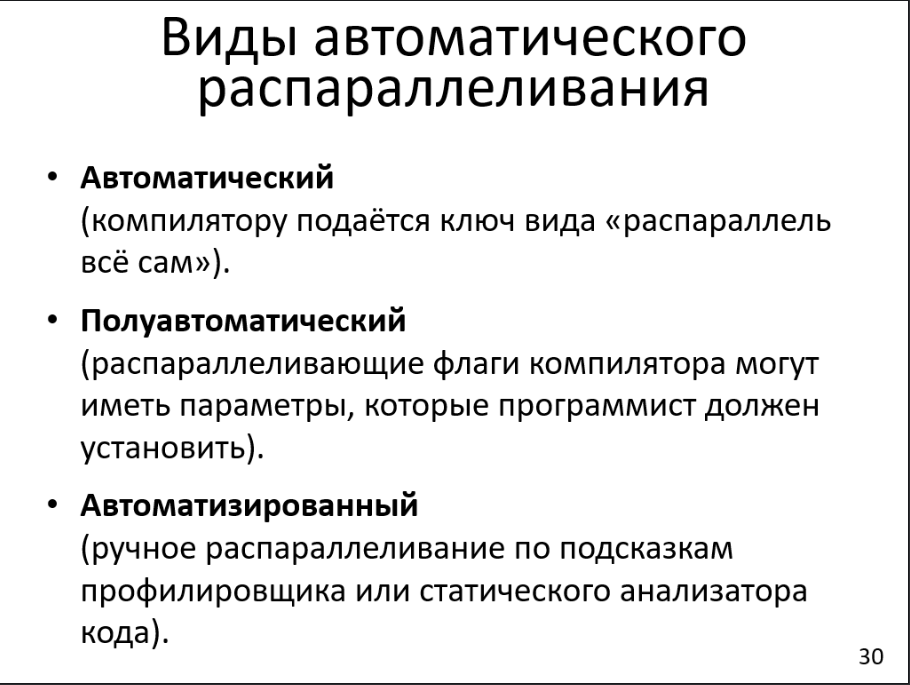 Виды автоматического
распараллеливания
• Автоматический
(компилятору подаётся ключ вида «распараллель
всё сам»).
• Полуавтоматический
(распараллеливающие флаги компилятора могут
иметь параметры, которые программист должен
установить).
• Автоматизированный
(ручное распараллеливание по подсказкам
профилировщика или статического анализатора
кода).
30